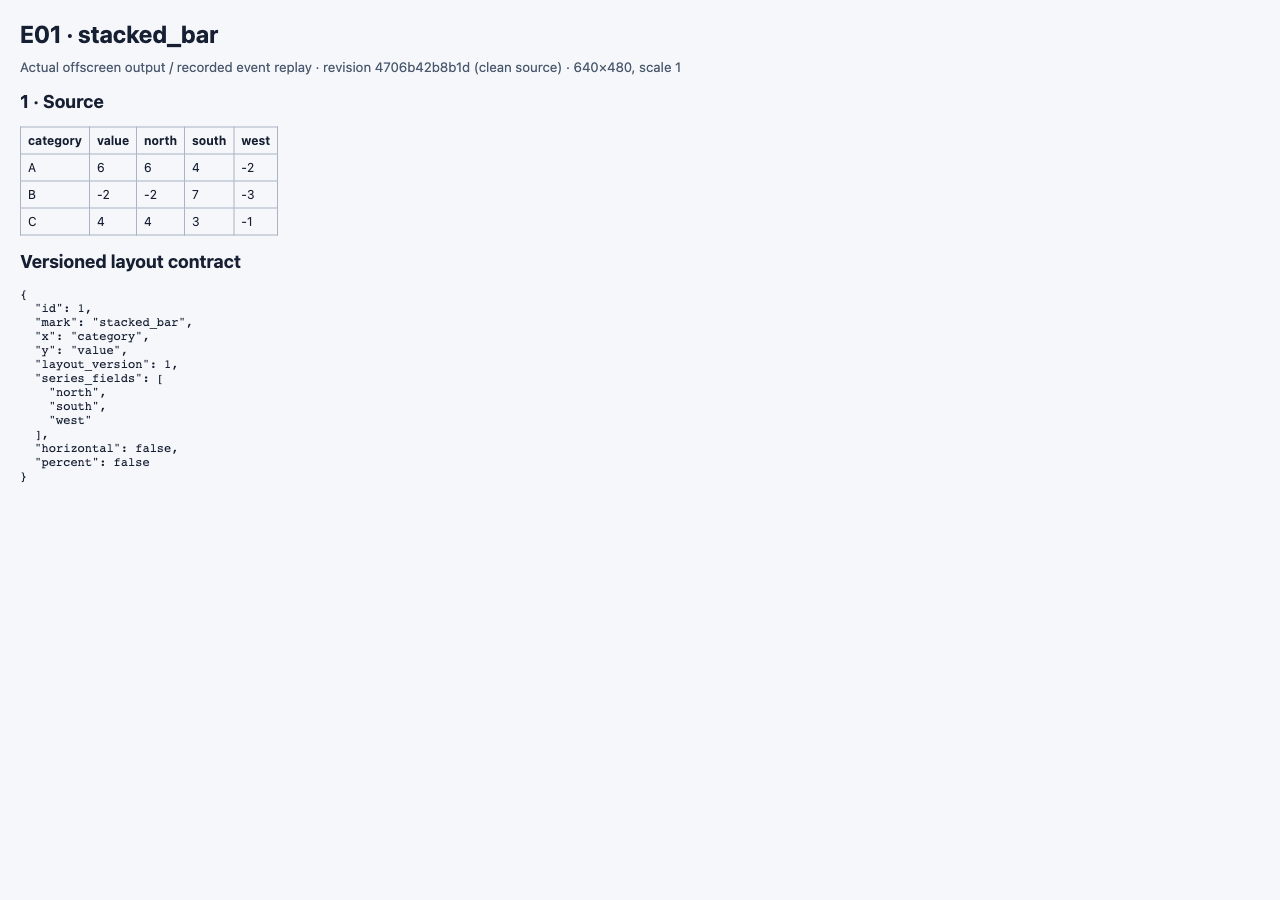 E01 · stacked_bar
Actual offscreen output / recorded event replay · revision 4706b42b8b1d (clean source) · 640×480, scale 1
1 · Source
category value north south west
A 6 6 4 -2
B -2 -2 7 -3
C 4 4 3 -1
Versioned layout contract
{
  "id": 1,
  "mark": "stacked_bar",
  "x": "category",
  "y": "value",
  "layout_version": 1,
  "series_fields": [
    "north",
    "south",
    "west"
  ],
  "horizontal": false,
  "percent": false
}